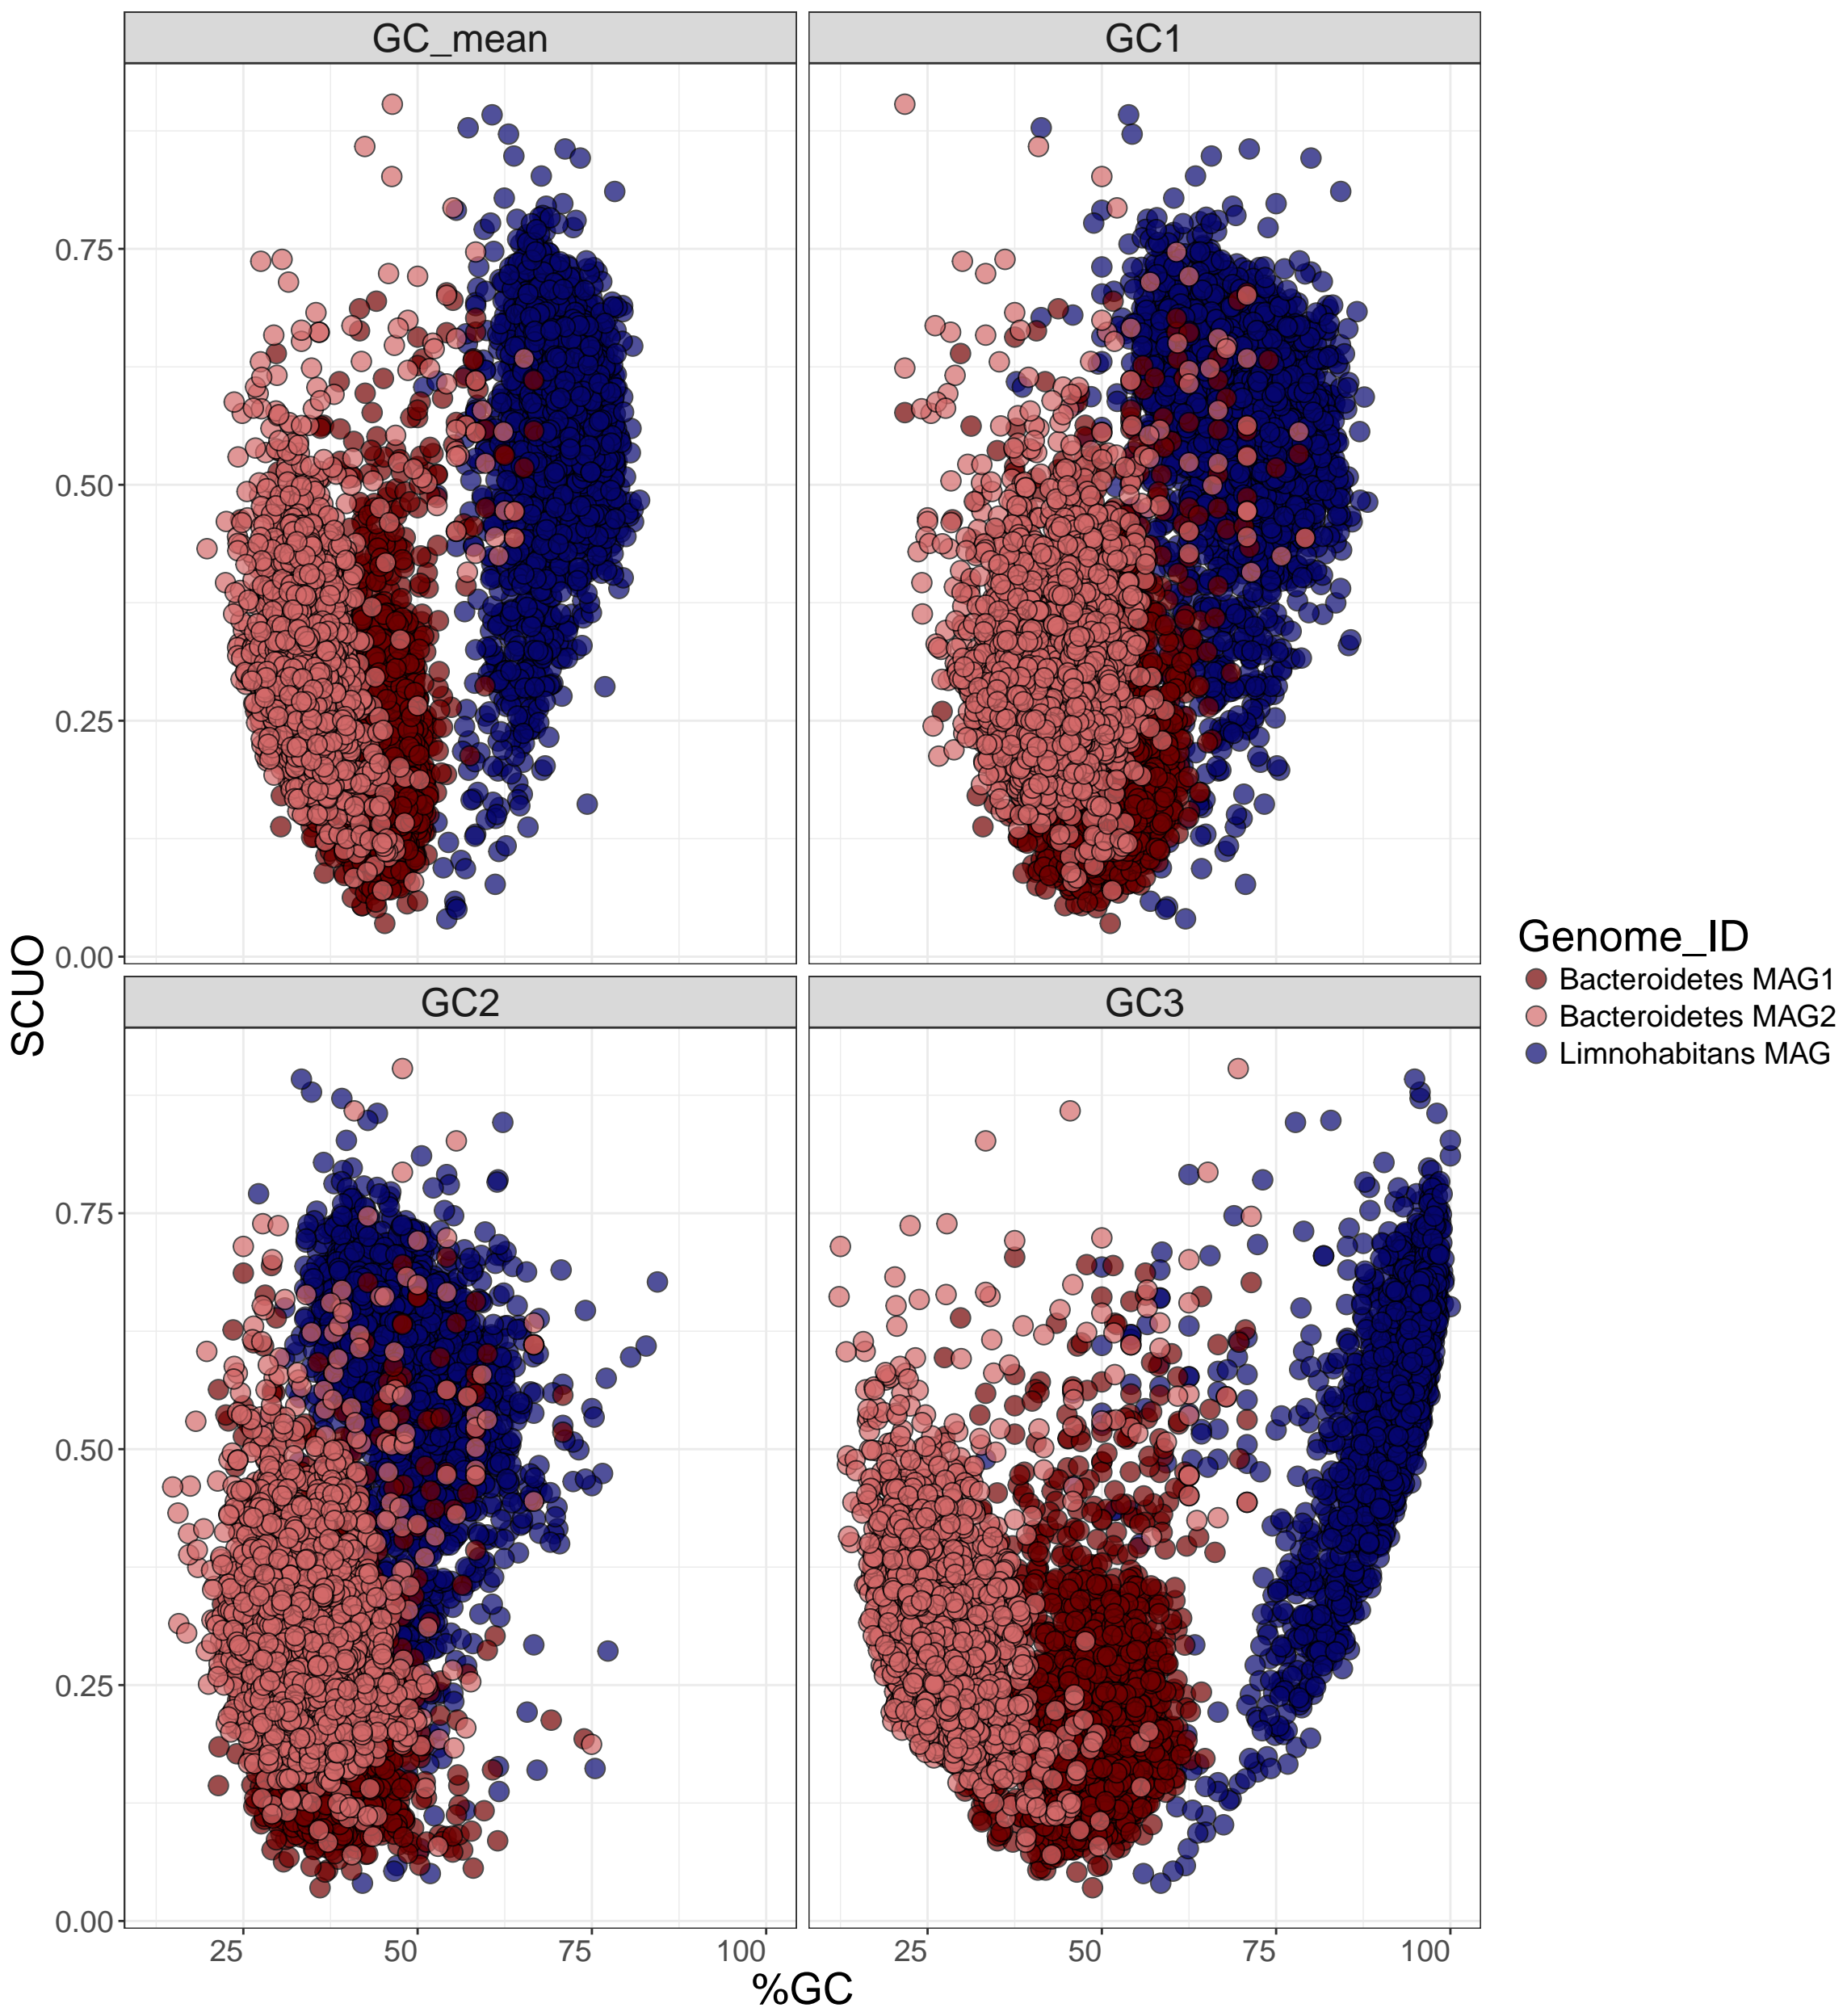 GC_mean
GC1
0.75
0.50
0.25
0.00
GC2
GC3
0.75
0.50
0.25
0.00
25
50
75
100
25
50
75
100
%GC
SCUO
Genome_ID
Bacteroidetes MAG1
Bacteroidetes MAG2
Limnohabitans MAG